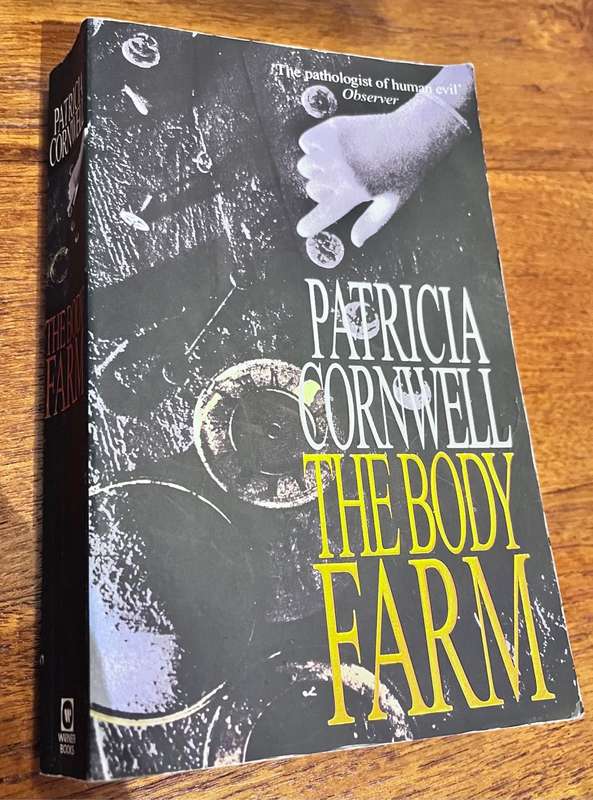 'The pathologist of human evil'
Observer
PATRICIA
CORNWELL
THE BODY
FARM
PATRICIA
CORNWELL
THE BODY
FARM
WARNER
BOOKS